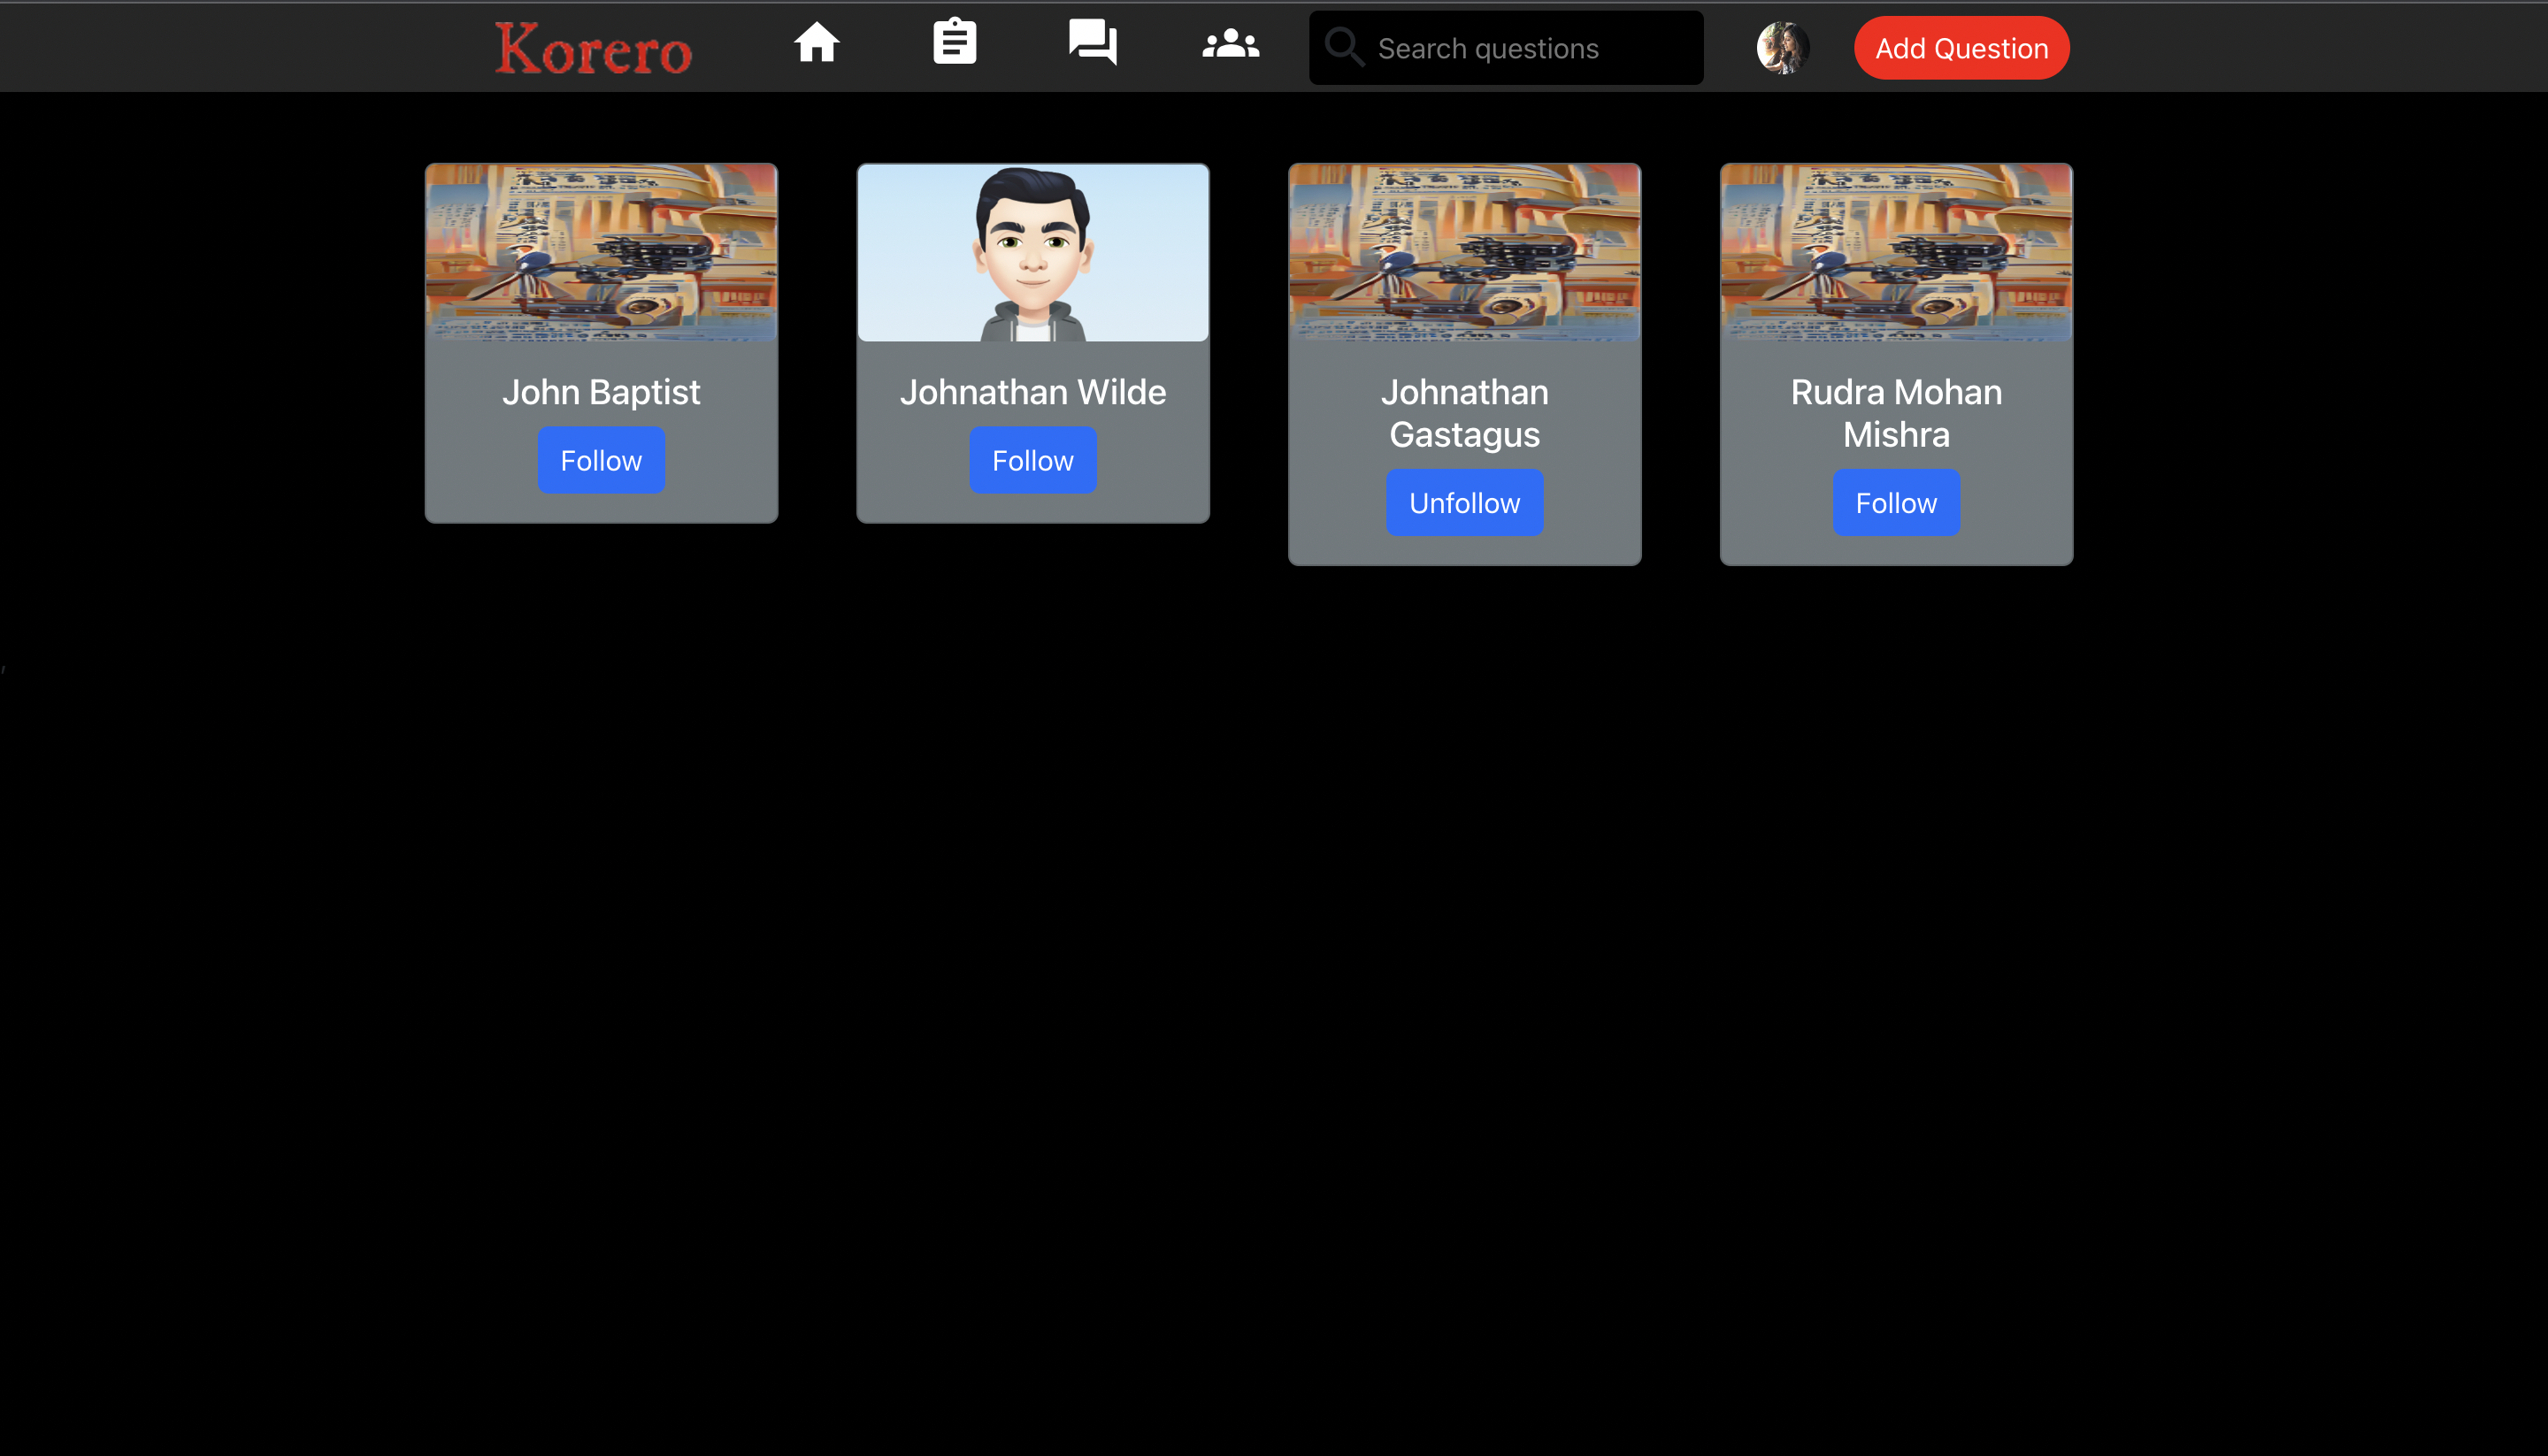 Korero
Search questions
Add Question
John Baptist
Follow
Johnathan Wilde
Follow
Johnathan
Gastagus
Unfollow
Rudra Mohan
Mishra
Follow